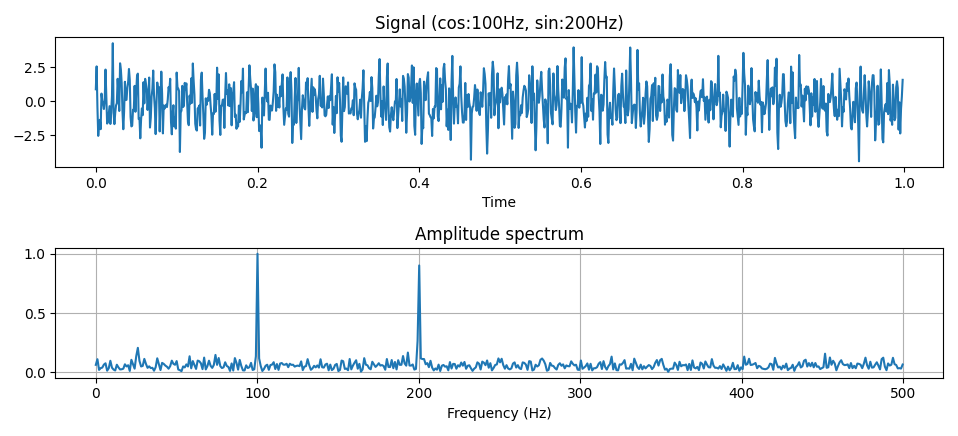 Signal (cos:100Hz, sin:200Hz)
2.5
0.0
−2.5
0.0 0.2 0.4 0.6 0.8 1.0
Time
Amplitude spectrum
1.0
0.5
0.0
0 100 200 300 400 500
Frequency (Hz)